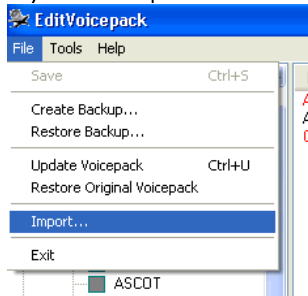 EditVoicepack
File Tools Help
Save Ctrl+S
Create Backup...
Restore Backup...
Update Voicepack Ctrl+U
Restore Original Voicepack
Import...
Exit
ASCOT